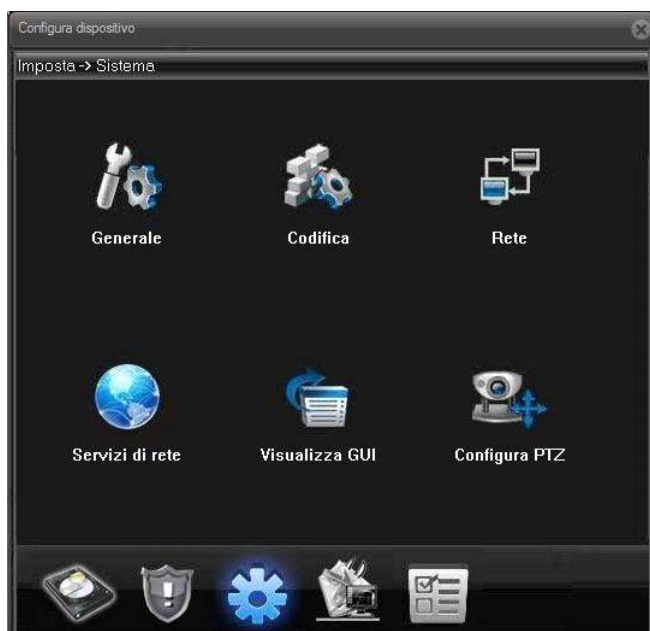 Configura dispositivo
Imposta -> Sistema
Generale
Codifica
Rete
Servizi di rete
Visualizza GUI
Configura PTZ